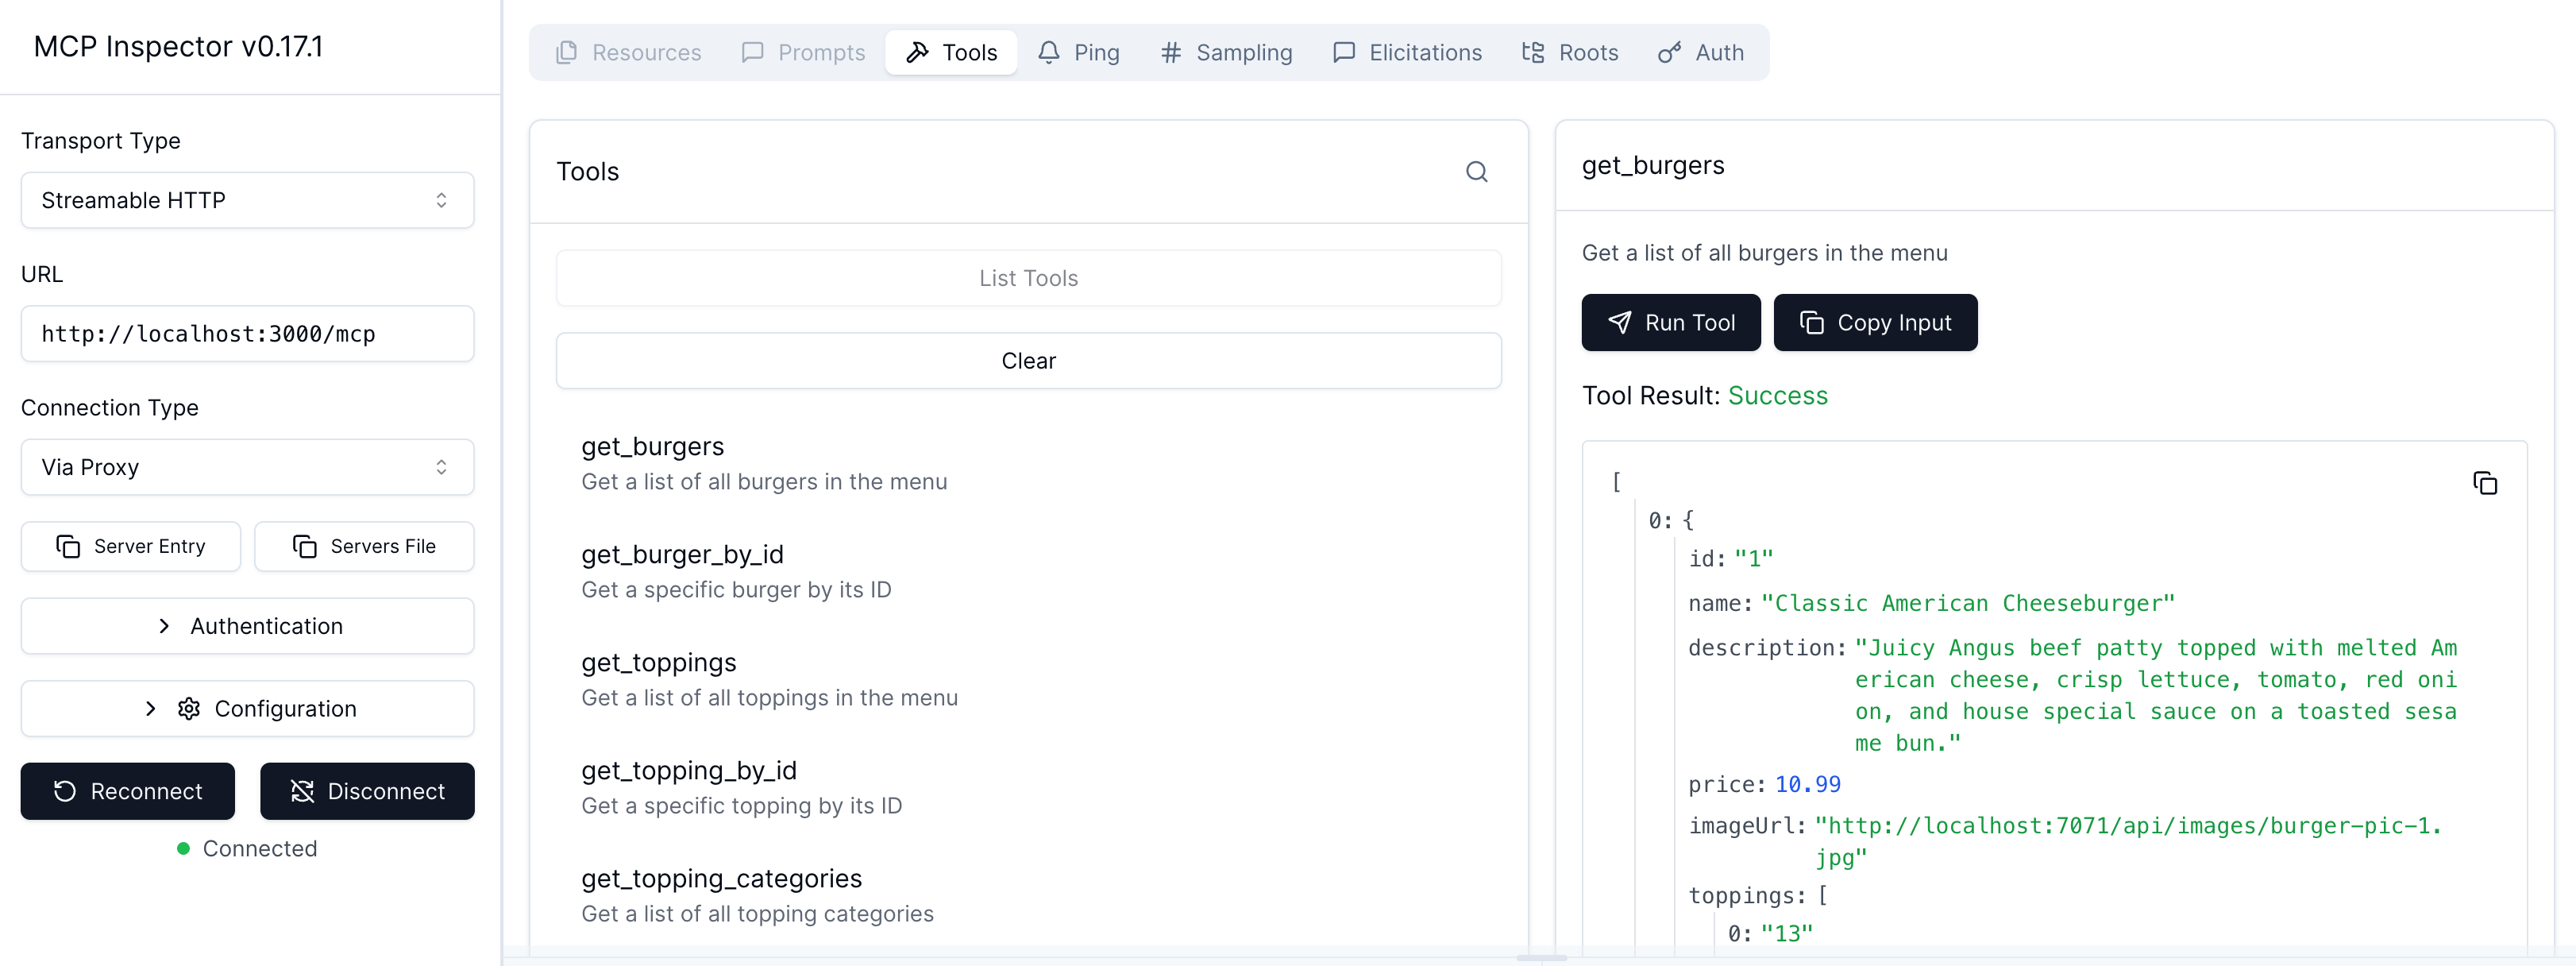 MCP Inspector v0.17.1
Transport Type
Streamable HTTP
URL
http://localhost:3000/mcp
Connection Type
Via Proxy
Server Entry
Servers File
Authentication
Configuration
Reconnect
Disconnect
Connected
Resources
Prompts
Tools
Ping
Sampling
Elicitations
Roots
Auth
Tools
List Tools
Clear
get_burgers
Get a list of all burgers in the menu
get_burger_by_id
Get a specific burger by its ID
get_toppings
Get a list of all toppings in the menu
get_topping_by_id
Get a specific topping by its ID
get_topping_categories
Get a list of all topping categories
get_burgers
Get a list of all burgers in the menu
Run Tool
Copy Input
Tool Result: Success
[
0: {
id: "1"
name: "Classic American Cheeseburger"
description: "Juicy Angus beef patty topped with melted Am
erican cheese, crisp lettuce, tomato, red oni
on, and house special sauce on a toasted sesa
me bun."
price: 10.99
imageUrl: "http://localhost:7071/api/images/burger-pic-1.
jpg"
toppings: [
0: "13"